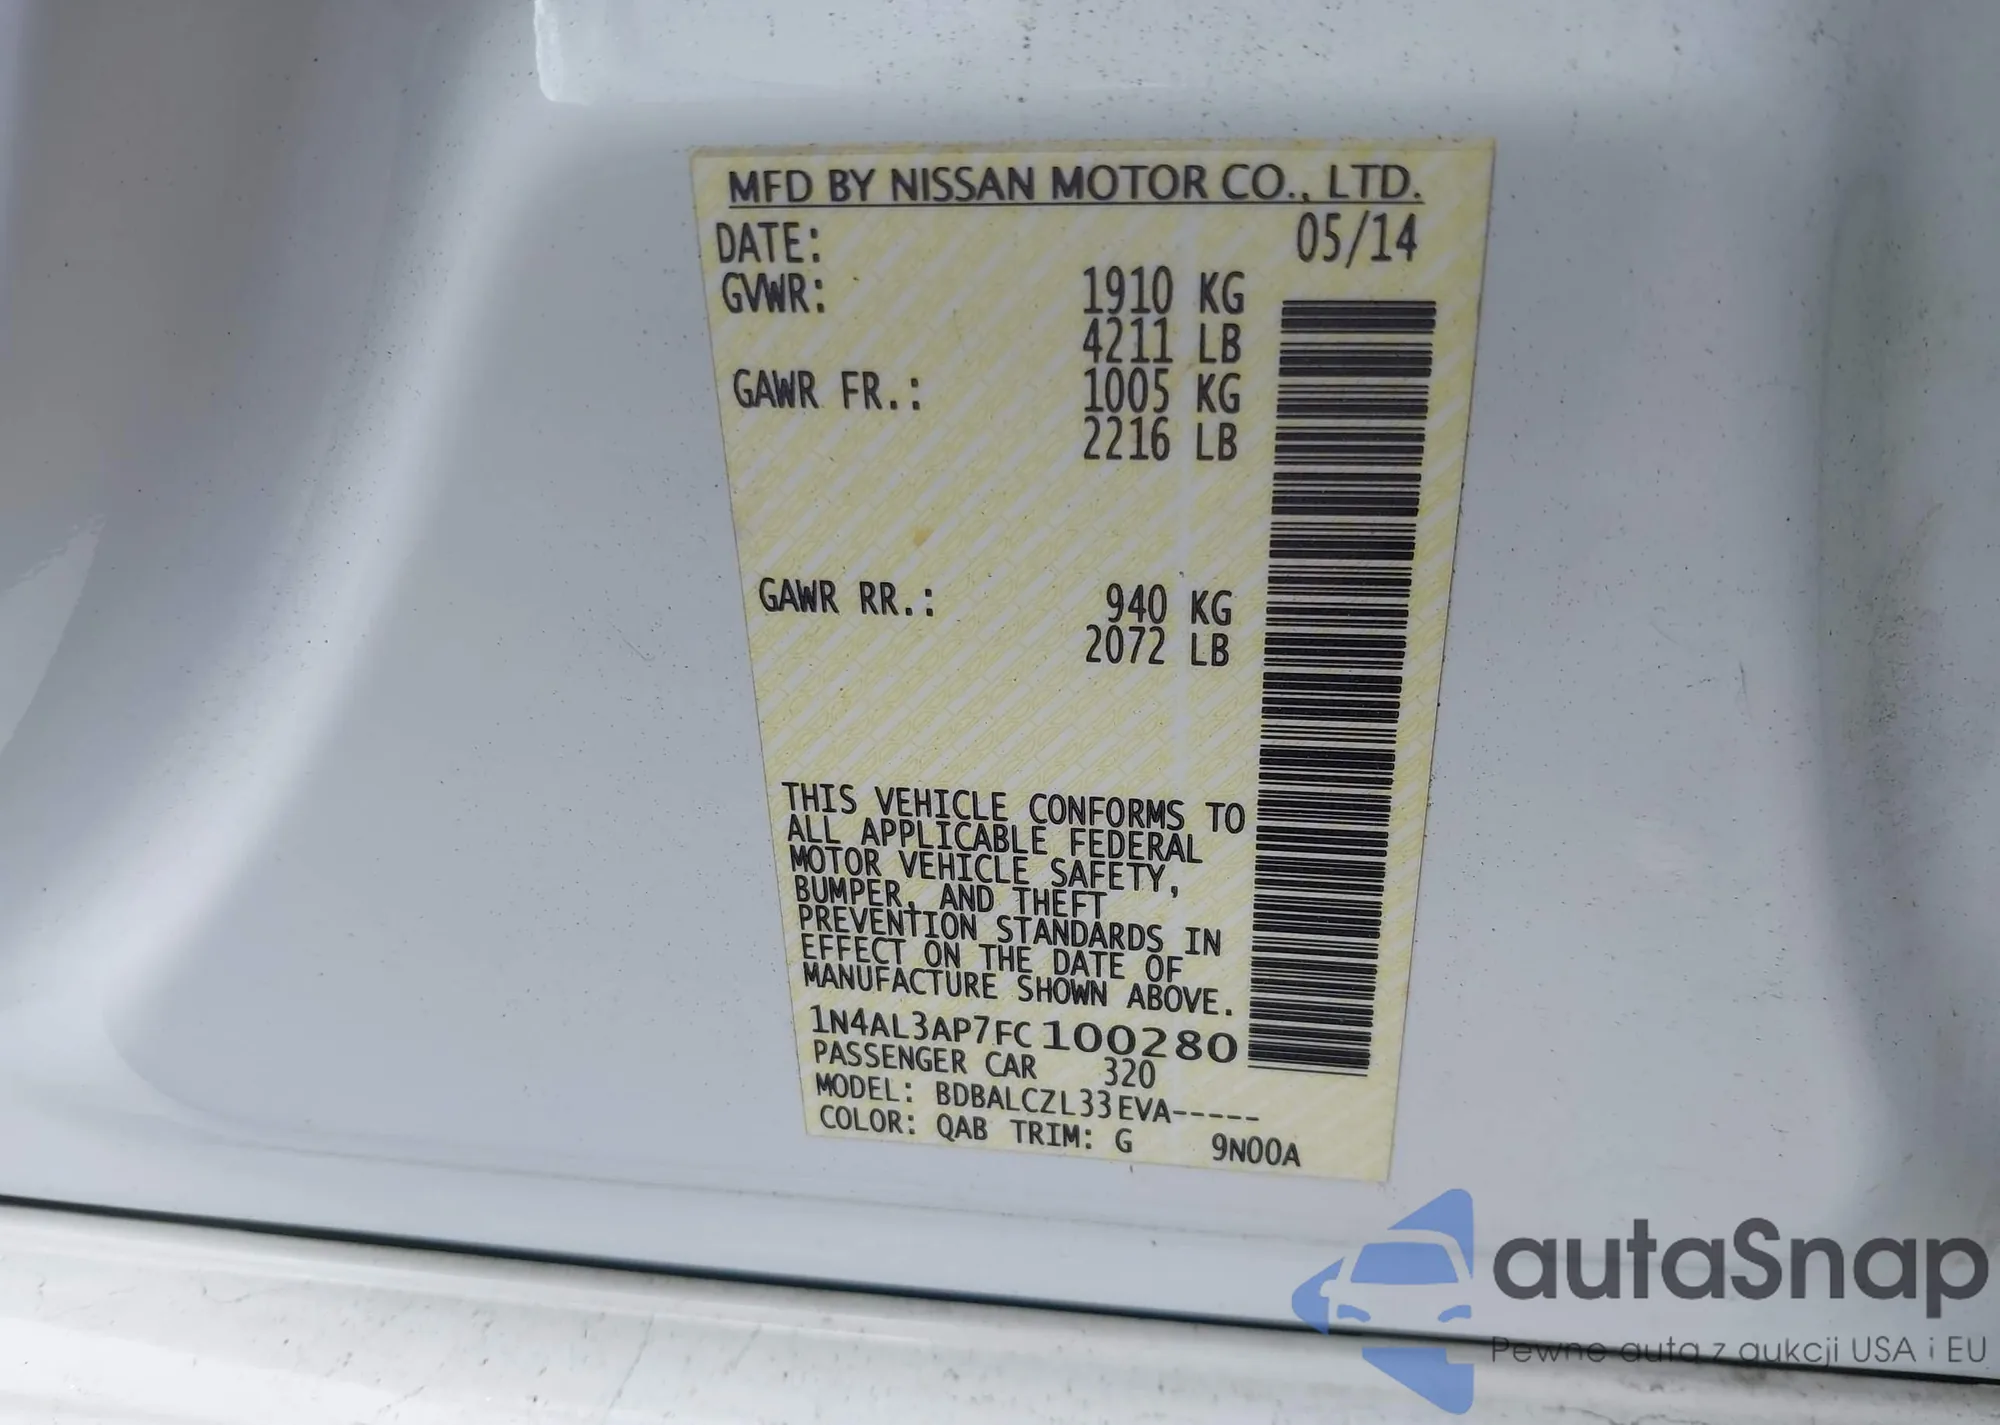 MFD BY NISSAN MOTOR CO., LTD.
DATE: 05/14
GVWR: 1910 KG
4211 LB
GAWR FR.: 1005 KG
2216 LB
GAWR RR.: 940 KG
2072 LB
THIS VEHICLE CONFORMS TO
ALL APPLICABLE FEDERAL
MOTOR VEHICLE SAFETY,
BUMPER, AND THEFT
PREVENTION STANDARDS IN
EFFECT ON THE DATE OF
MANUFACTURE SHOWN ABOVE.
1N4AL3AP7FC100280
PASSENGER CAR 320
MODEL: BDBALCZL33EVA-----
COLOR: QAB TRIM: G 9N00A
autaSnap
Pewne auta z aukcji USA i EU